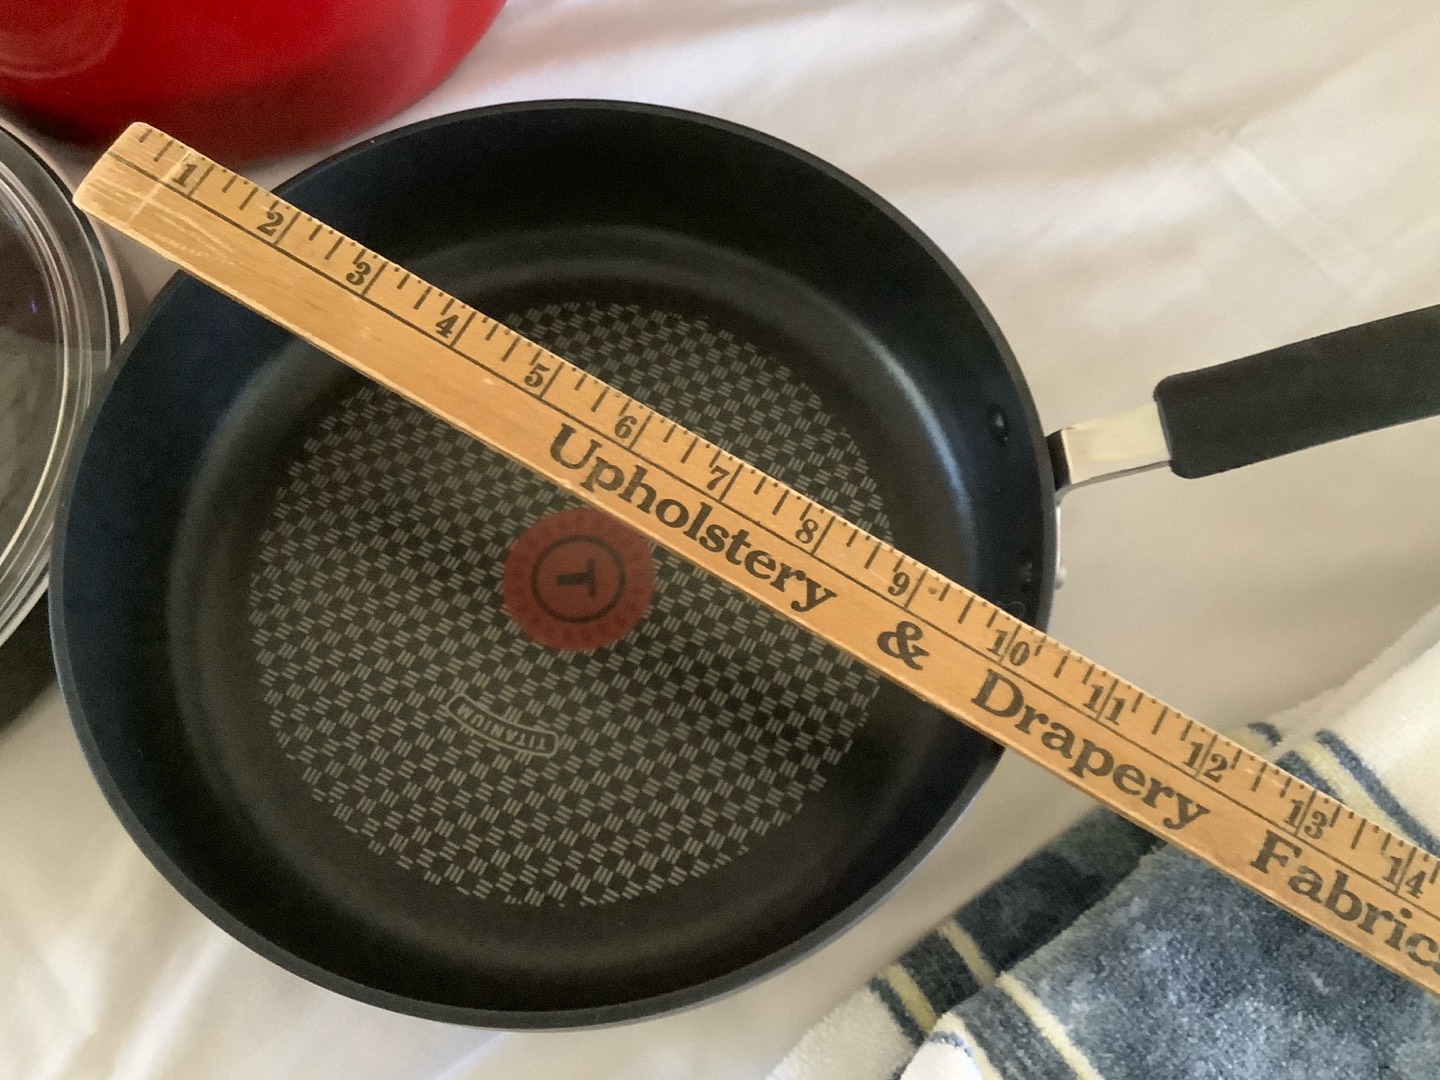 1 2 3 4 5 6 7 8 9 10 11 12 13 14
Upholstery & Drapery Fabric
T
TITANIUM